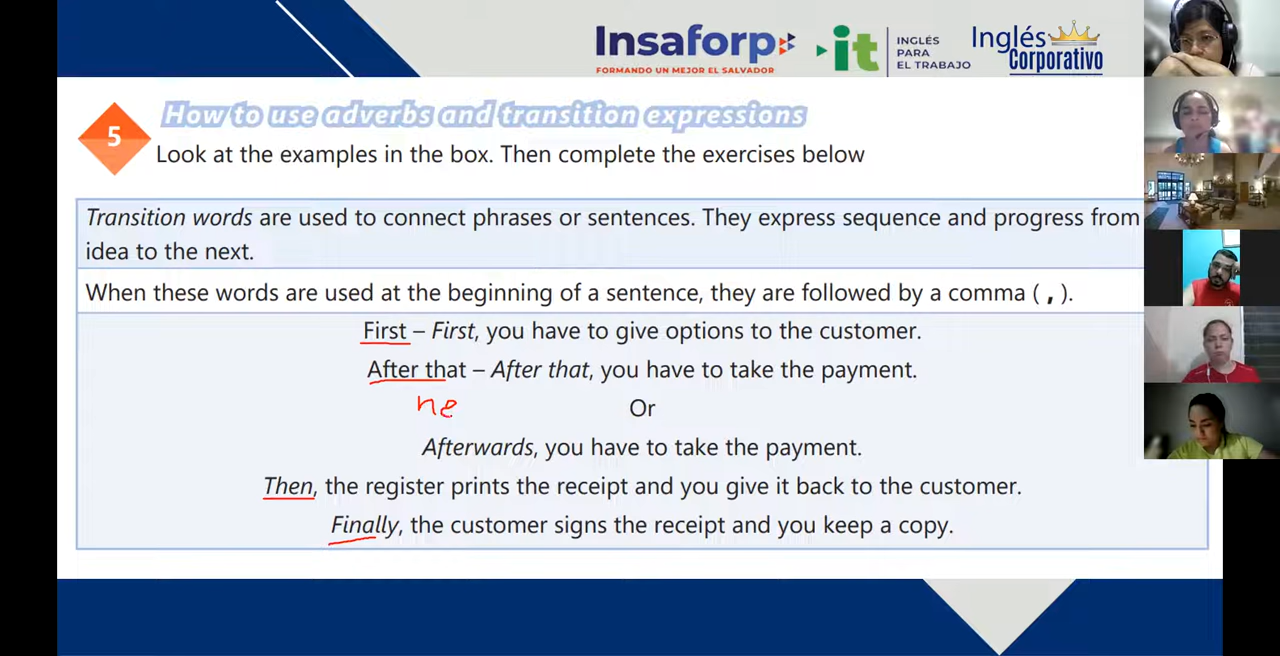 Insaforp
FORMANDO UN MEJOR EL SALVADOR
it
INGLÉS
PARA
EL TRABAJO
Inglés
Corporativo
5
How to use adverbs and transition expressions
Look at the examples in the box. Then complete the exercises below
Transition words are used to connect phrases or sentences. They express sequence and progress from
idea to the next.
When these words are used at the beginning of a sentence, they are followed by a comma ( , ).
First – First, you have to give options to the customer.
After that – After that, you have to take the payment.
ne
Or
Afterwards, you have to take the payment.
Then, the register prints the receipt and you give it back to the customer.
Finally, the customer signs the receipt and you keep a copy.